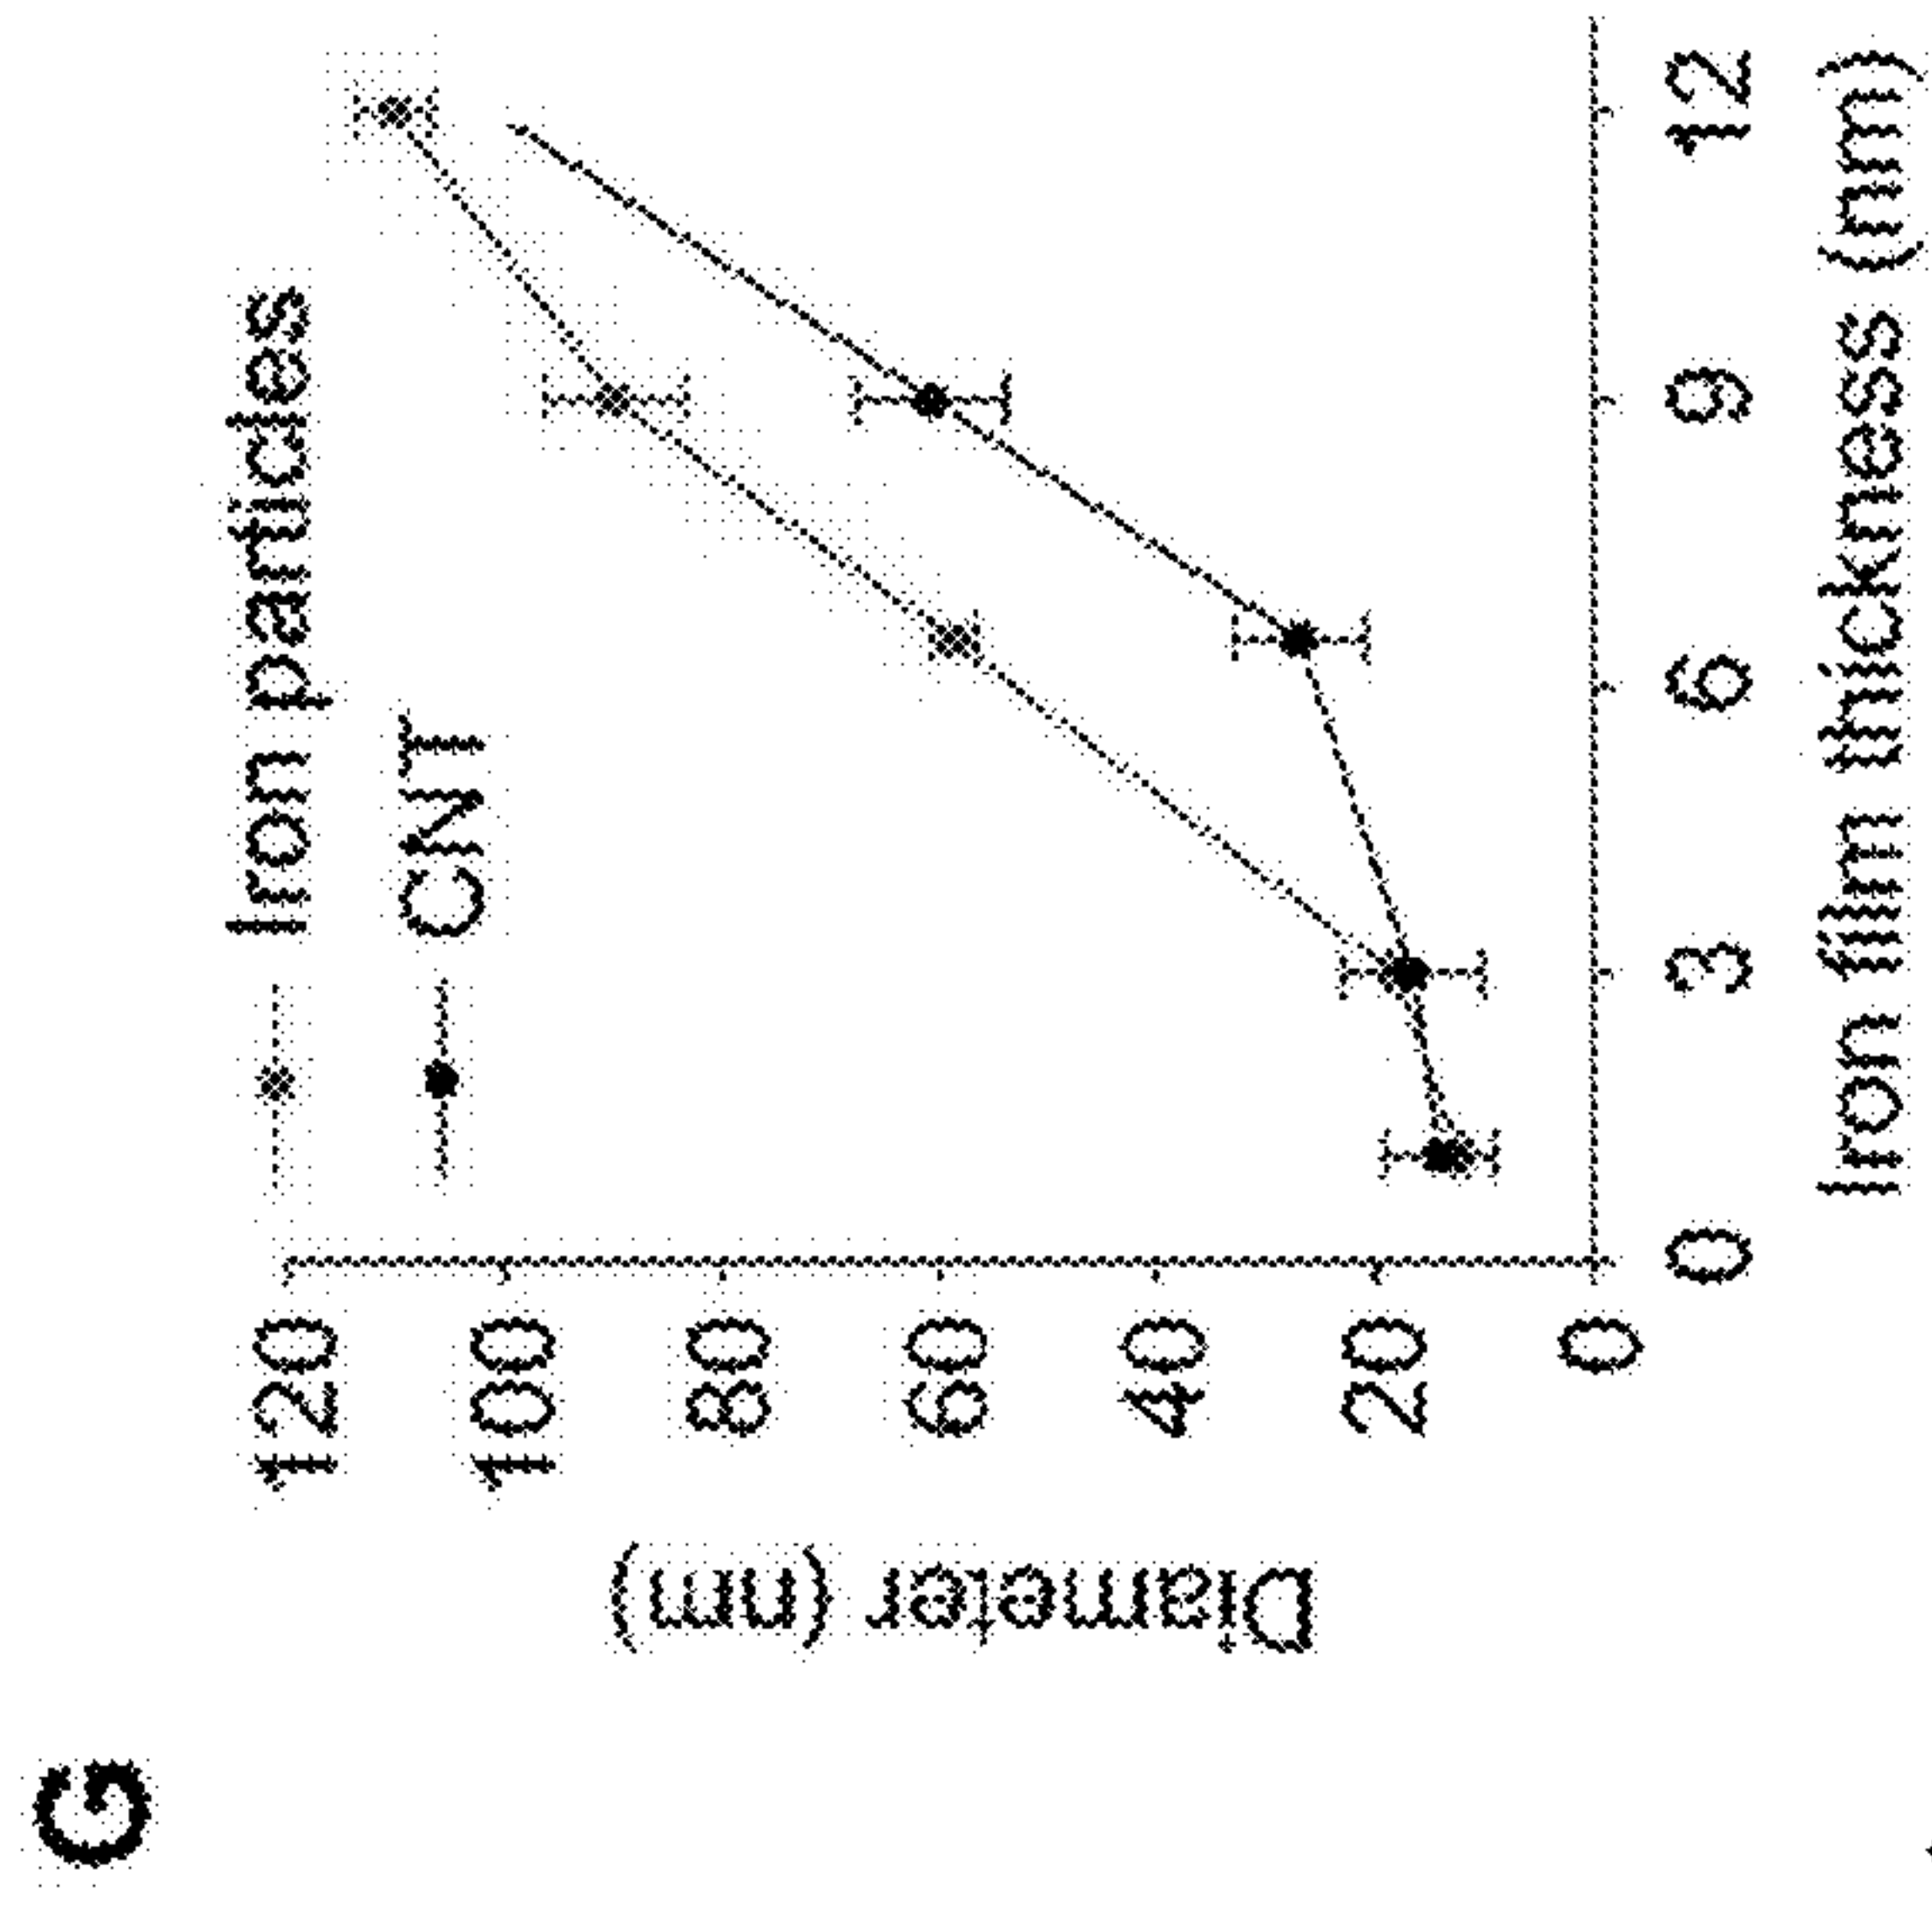 G
Iron particles
CNT
Diameter (nm)
120
100
80
60
40
20
0
0 3 6 9 12
Iron film thickness (nm)